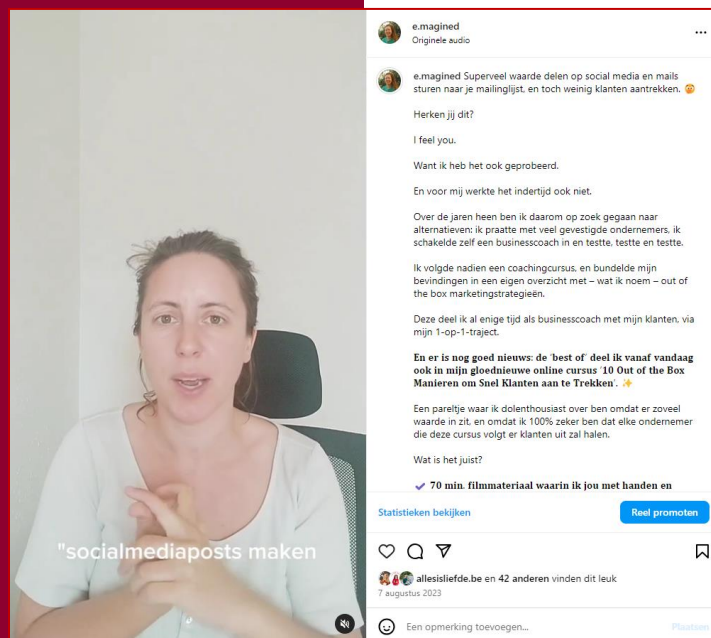 e.magined
Originele audio
e.magined Superveel waarde delen op social media en mails
sturen naar je mailinglijst, en toch weinig klanten aantrekken. 🤯
Herken jij dit?
I feel you.
Want ik heb het ook geprobeerd.
En voor mij werkte het indertijd ook niet.
Over de jaren heen ben ik daarom op zoek gegaan naar
alternatieven: ik praatte met veel gevestigde ondernemers, ik
schakelde zelf een businesscoach in en testte, testte en testte.
Ik volgde nadien een coachingcursus, en bundelde mijn
bevindingen in een eigen overzicht met – wat ik noem – out of
the box marketingstrategieën.
Deze deel ik al enige tijd als businesscoach met mijn klanten, via
mijn 1-op-1-traject.
En er is nog goed nieuws: de 'best of' deel ik vanaf vandaag
ook in mijn gloednieuwe online cursus '10 Out of the Box
Manieren om Snel Klanten aan te Trekken'. ✨
Een pareltje waar ik dolenthousiast over ben omdat er zoveel
waarde in zit, en omdat ik 100% zeker ben dat elke ondernemer
die deze cursus volgt er klanten uit zal halen.
Wat is het juist?
✔ 70 min. filmmateriaal waarin ik jou met handen en
"socialmediaposts maken
Statistieken bekijken
Reel promoten
allesisliefde.be en 42 anderen vinden dit leuk
7 augustus 2023
Een opmerking toevoegen...
Plaatsen